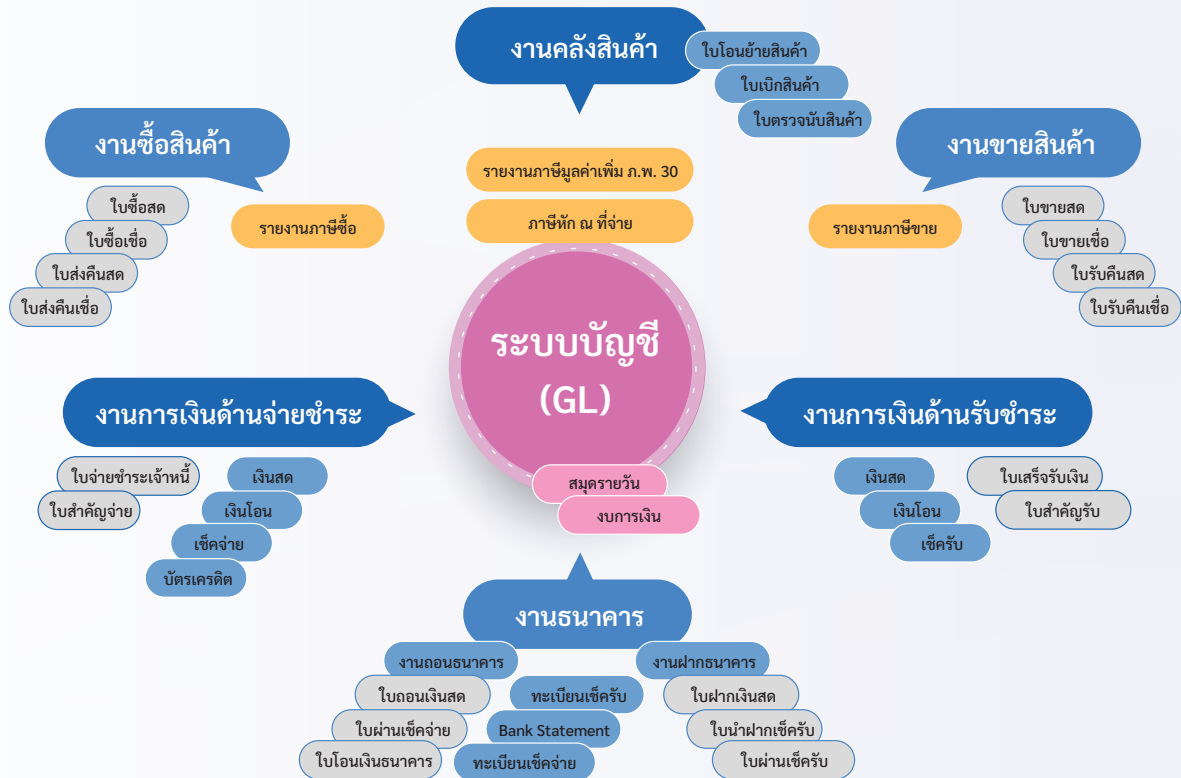 งานคลังสินค้า
ใบโอนย้ายสินค้า
ใบเบิกสินค้า
ใบตรวจนับสินค้า
งานซื้อสินค้า
ใบซื้อสด
ใบซื้อเชื่อ
ใบส่งคืนสด
ใบส่งคืนเชื่อ
รายงานภาษีซื้อ
รายงานภาษีมูลค่าเพิ่ม ภ.พ. 30
ภาษีหัก ณ ที่จ่าย
งานขายสินค้า
รายงานภาษีขาย
ใบขายสด
ใบขายเชื่อ
ใบรับคืนสด
ใบรับคืนเชื่อ
ระบบบัญชี
(GL)
สมุดรายวัน
งบการเงิน
งานการเงินด้านจ่ายชำระ
ใบจ่ายชำระเจ้าหนี้
ใบสำคัญจ่าย
เงินสด
เงินโอน
เช็คจ่าย
บัตรเครดิต
งานการเงินด้านรับชำระ
เงินสด
เงินโอน
เช็ครับ
ใบเสร็จรับเงิน
ใบสำคัญรับ
งานธนาคาร
งานถอนธนาคาร
ใบถอนเงินสด
ใบผ่านเช็คจ่าย
ใบโอนเงินธนาคาร
ทะเบียนเช็ครับ
Bank Statement
ทะเบียนเช็คจ่าย
งานฝากธนาคาร
ใบฝากเงินสด
ใบนำฝากเช็ครับ
ใบผ่านเช็ครับ